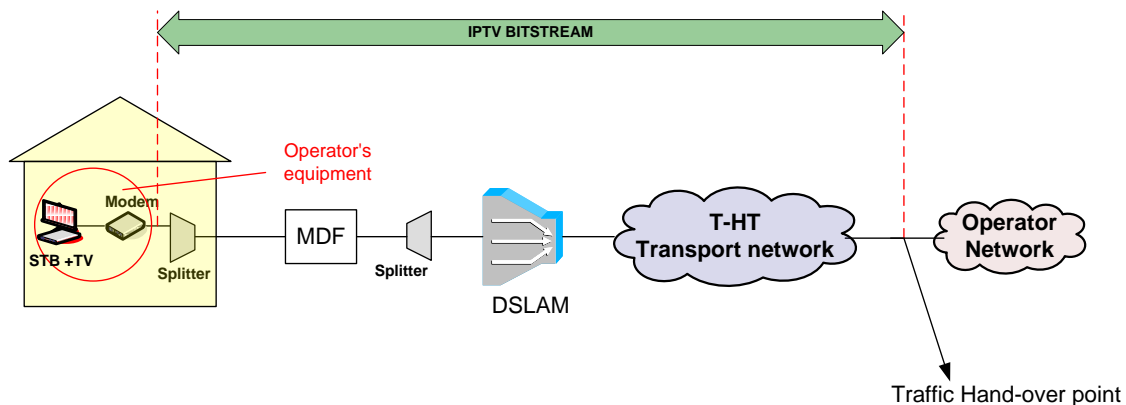 IPTV BITSTREAM
Operator's
equipment
Modem
STB +TV
Splitter
MDF
Splitter
DSLAM
T-HT
Transport network
Operator
Network
Traffic Hand-over point